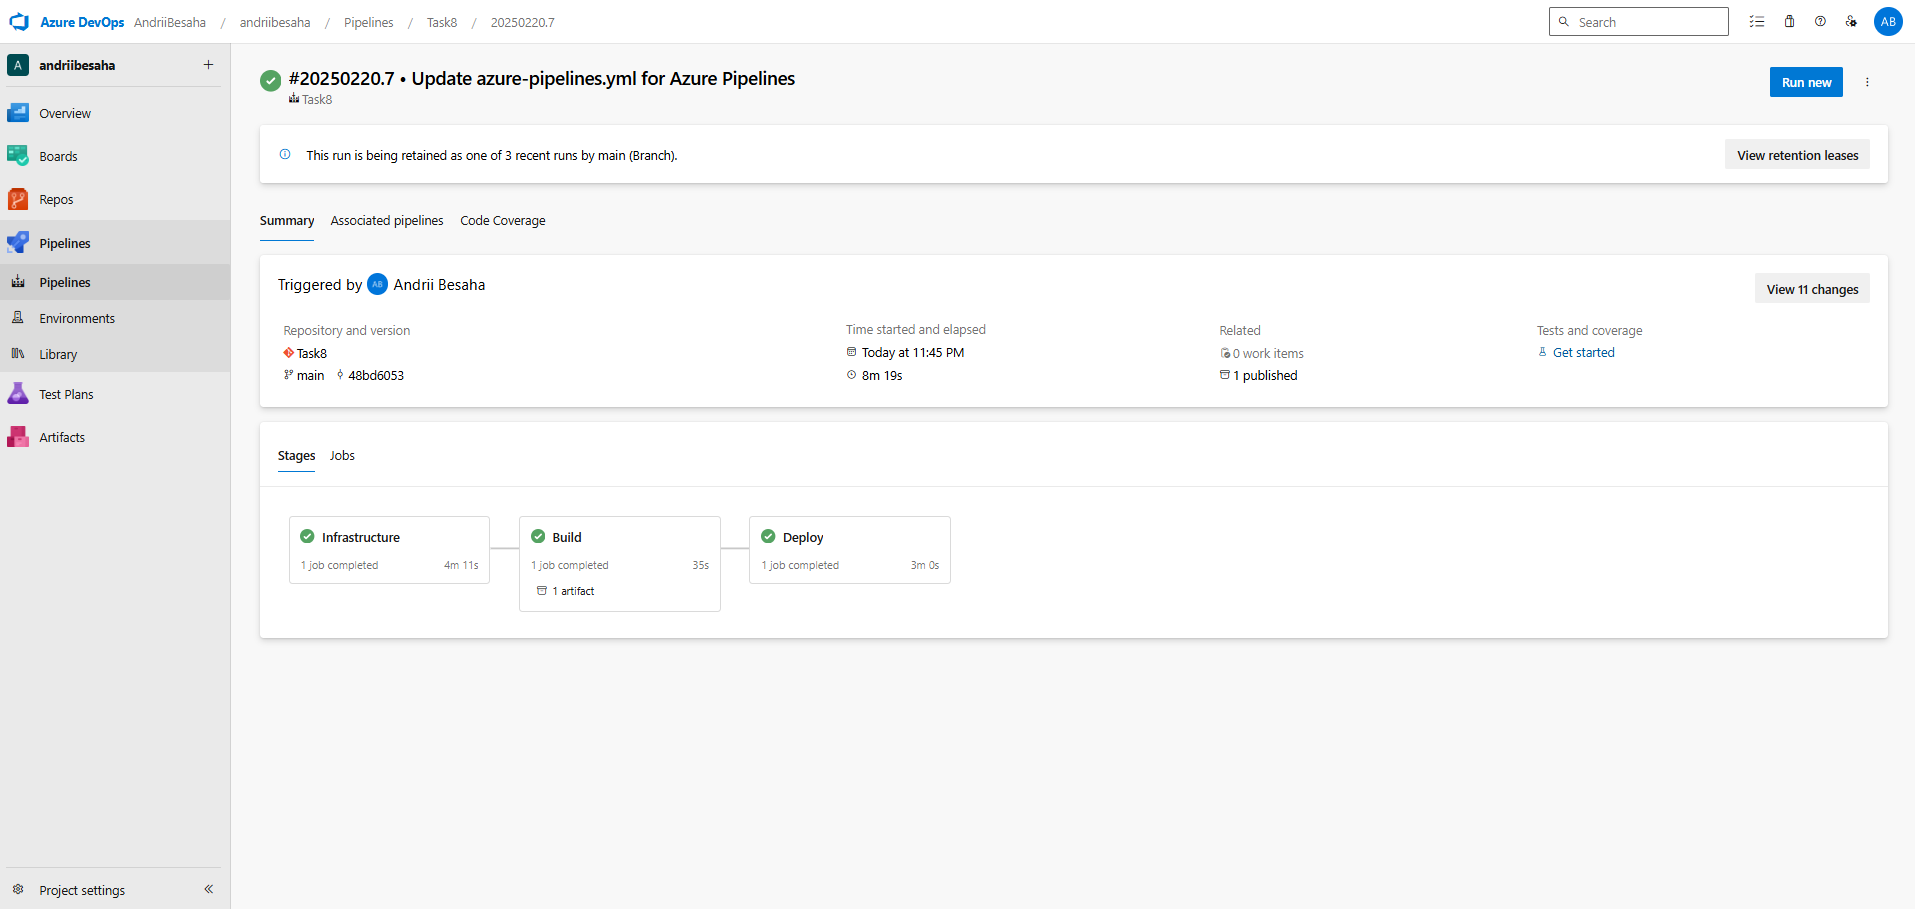 Azure DevOps AndriiBesaha / andriibesaha / Pipelines / Task8 / 20250220.7
Search
AB
A andriibesaha +
Overview
Boards
Repos
Pipelines
Pipelines
Environments
Library
Test Plans
Artifacts
Project settings
#20250220.7 • Update azure-pipelines.yml for Azure Pipelines
Task8
Run new
This run is being retained as one of 3 recent runs by main (Branch).
View retention leases
Summary Associated pipelines Code Coverage
Triggered by AB Andrii Besaha
View 11 changes
Repository and version
Task8
main 48bd6053
Time started and elapsed
Today at 11:45 PM
8m 19s
Related
0 work items
1 published
Tests and coverage
Get started
Stages Jobs
Infrastructure
1 job completed 4m 11s
Build
1 job completed 35s
1 artifact
Deploy
1 job completed 3m 0s